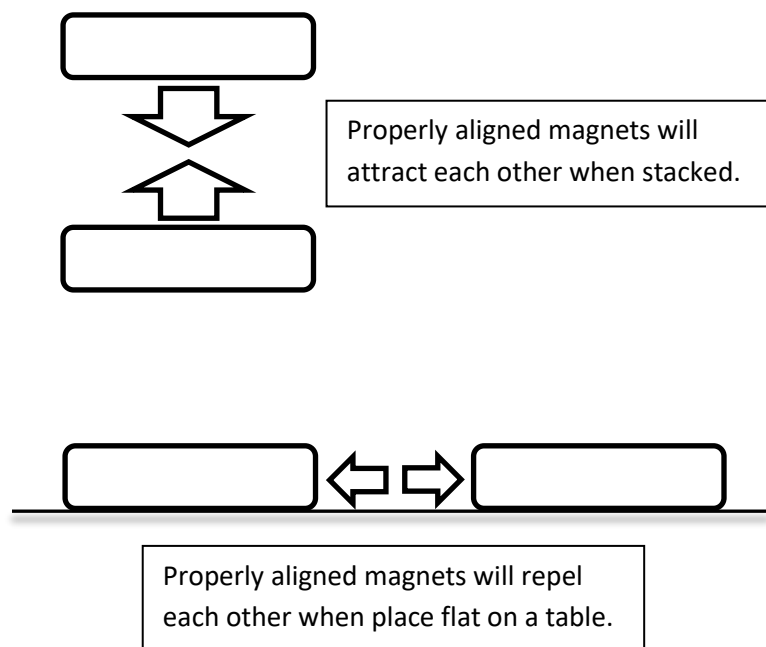 Properly aligned magnets will
attract each other when stacked.
Properly aligned magnets will repel
each other when place flat on a table.